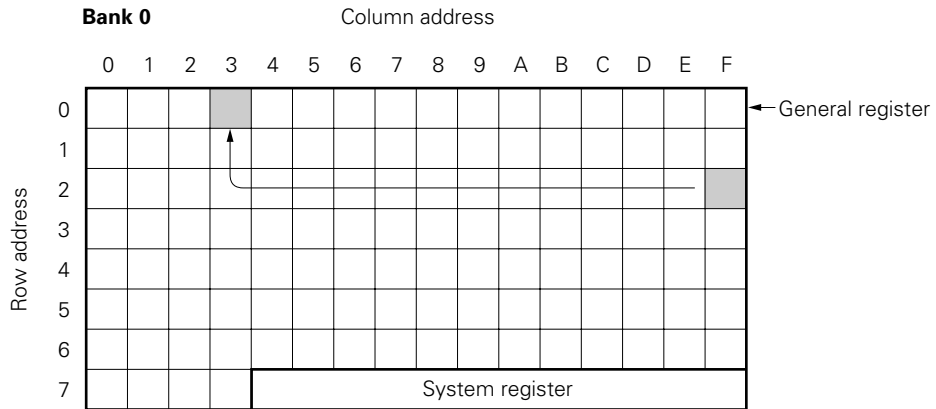 Bank 0 Column address
0 1 2 3 4 5 6 7 8 9 A B C D E F
0 General register
1
2
3
4
5
6
7 System register
Row address